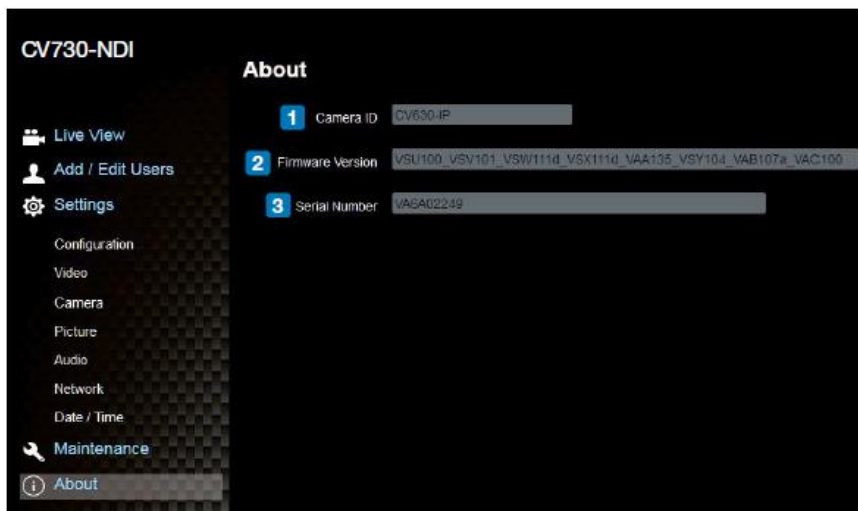 CV730-NDI
About
1 Camera ID CV630-IP
2 Firmware Version VSU100_VSV101_VSW111d_VSX111d_VAA135_VSY104_VAB107a_VAC100
3 Serial Number VA6A02249
Live View
Add / Edit Users
Settings
Configuration
Video
Camera
Picture
Audio
Network
Date / Time
Maintenance
About